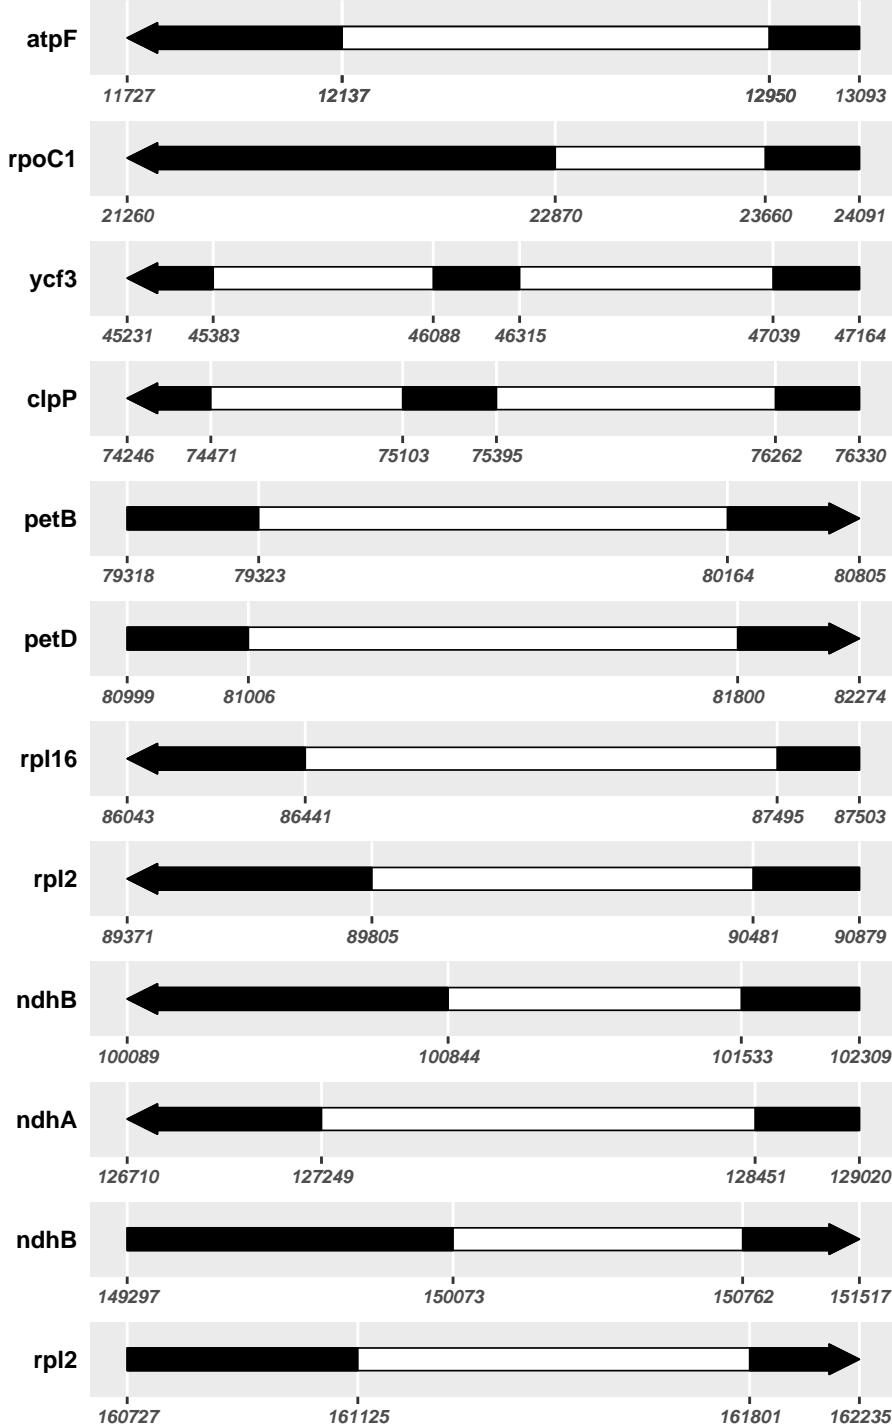 atpF
11727 12137 12950 13093
rpoC1
21260 22870 23660 24091
ycf3
45231 45383 46088 46315 47039 47164
clpP
74246 74471 75103 75395 76262 76330
petB
79318 79323 80164 80805
petD
80999 81006 81800 82274
rpl16
86043 86441 87495 87503
rpl2
89371 89805 90481 90879
ndhB
100089 100844 101533 102309
ndhA
126710 127249 128451 129020
ndhB
149297 150073 150762 151517
rpl2
160727 161125 161801 162235